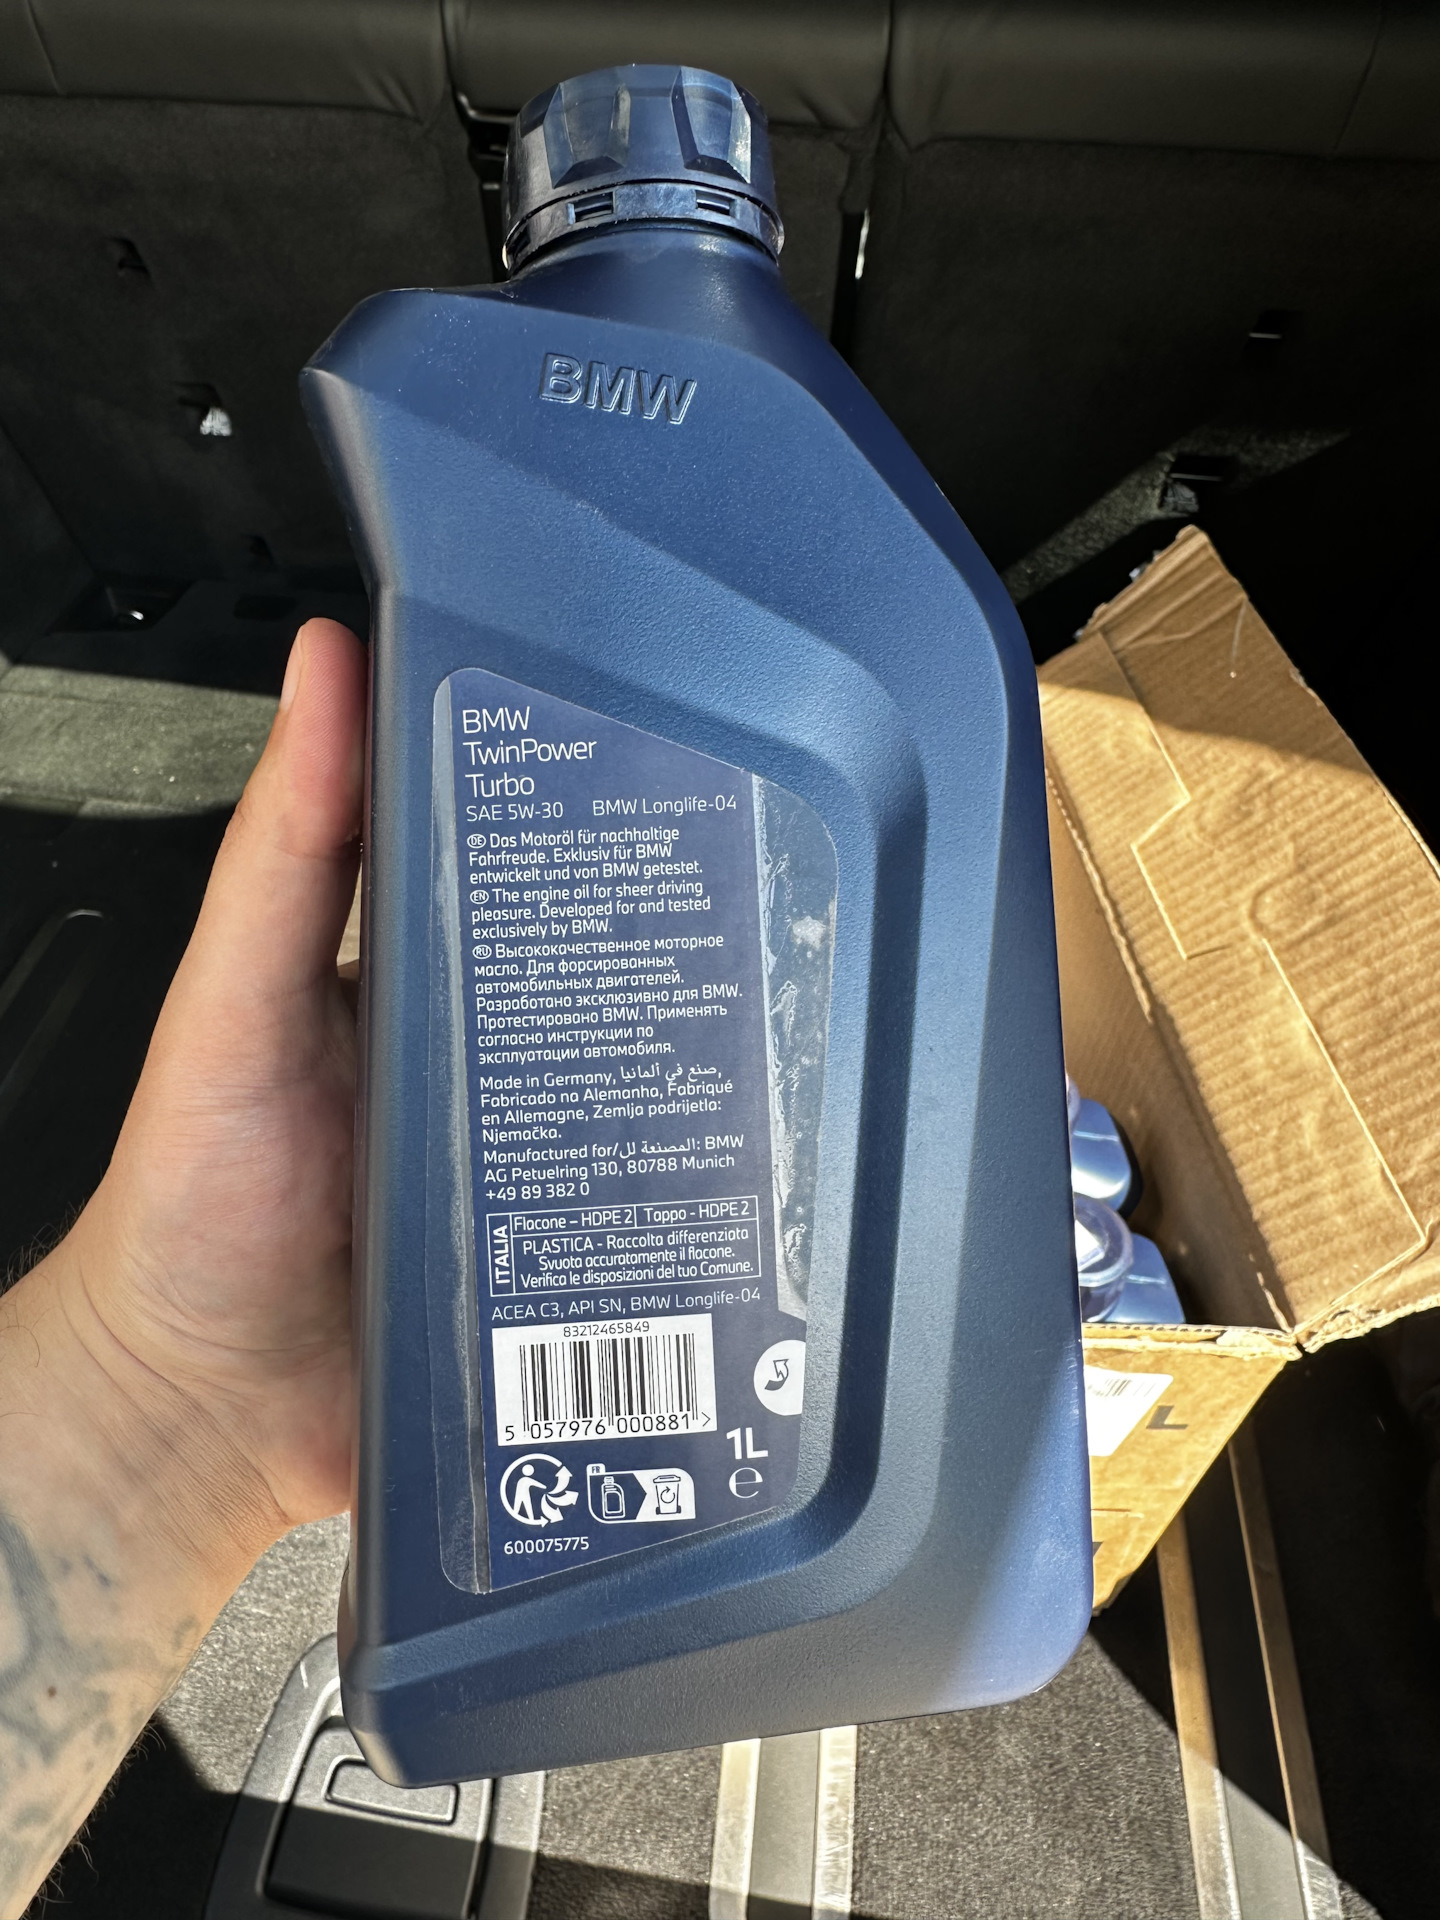 BMW
BMW
TwinPower
Turbo
SAE 5W-30 BMW Longlife-04
DE Das Motoröl für nachhaltige
Fahrfreude. Exklusiv für BMW
entwickelt und von BMW getestet.
EN The engine oil for sheer driving
pleasure. Developed for and tested
exclusively by BMW.
RU Высококачественное моторное
масло. Для форсированных
автомобильных двигателей.
Разработано эксклюзивно для BMW.
Протестировано BMW. Применять
согласно инструкции по
эксплуатации автомобиля.
Made in Germany, صنع في ألمانيا,
Fabricado na Alemanha, Fabriqué
en Allemagne, Zemlja podrijetla:
Njemačka.
Manufactured for/المصنعة لل: BMW
AG Petuelring 130, 80788 Munich
+49 89 382 0
ITALIA
Flacone – HDPE 2 Tappo - HDPE 2
PLASTICA - Raccolta differenziata
Svuota accuratamente il flacone.
Verifica le disposizioni del tuo Comune.
ACEA C3, API SN, BMW Longlife-04
83212465849
5 057976 000881 >
1L
e
FR
600075775
L